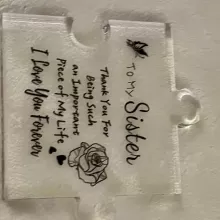 TO MY
Sister
Thank You For
Being Such
an Important
Piece of My Life
I Love You Forever